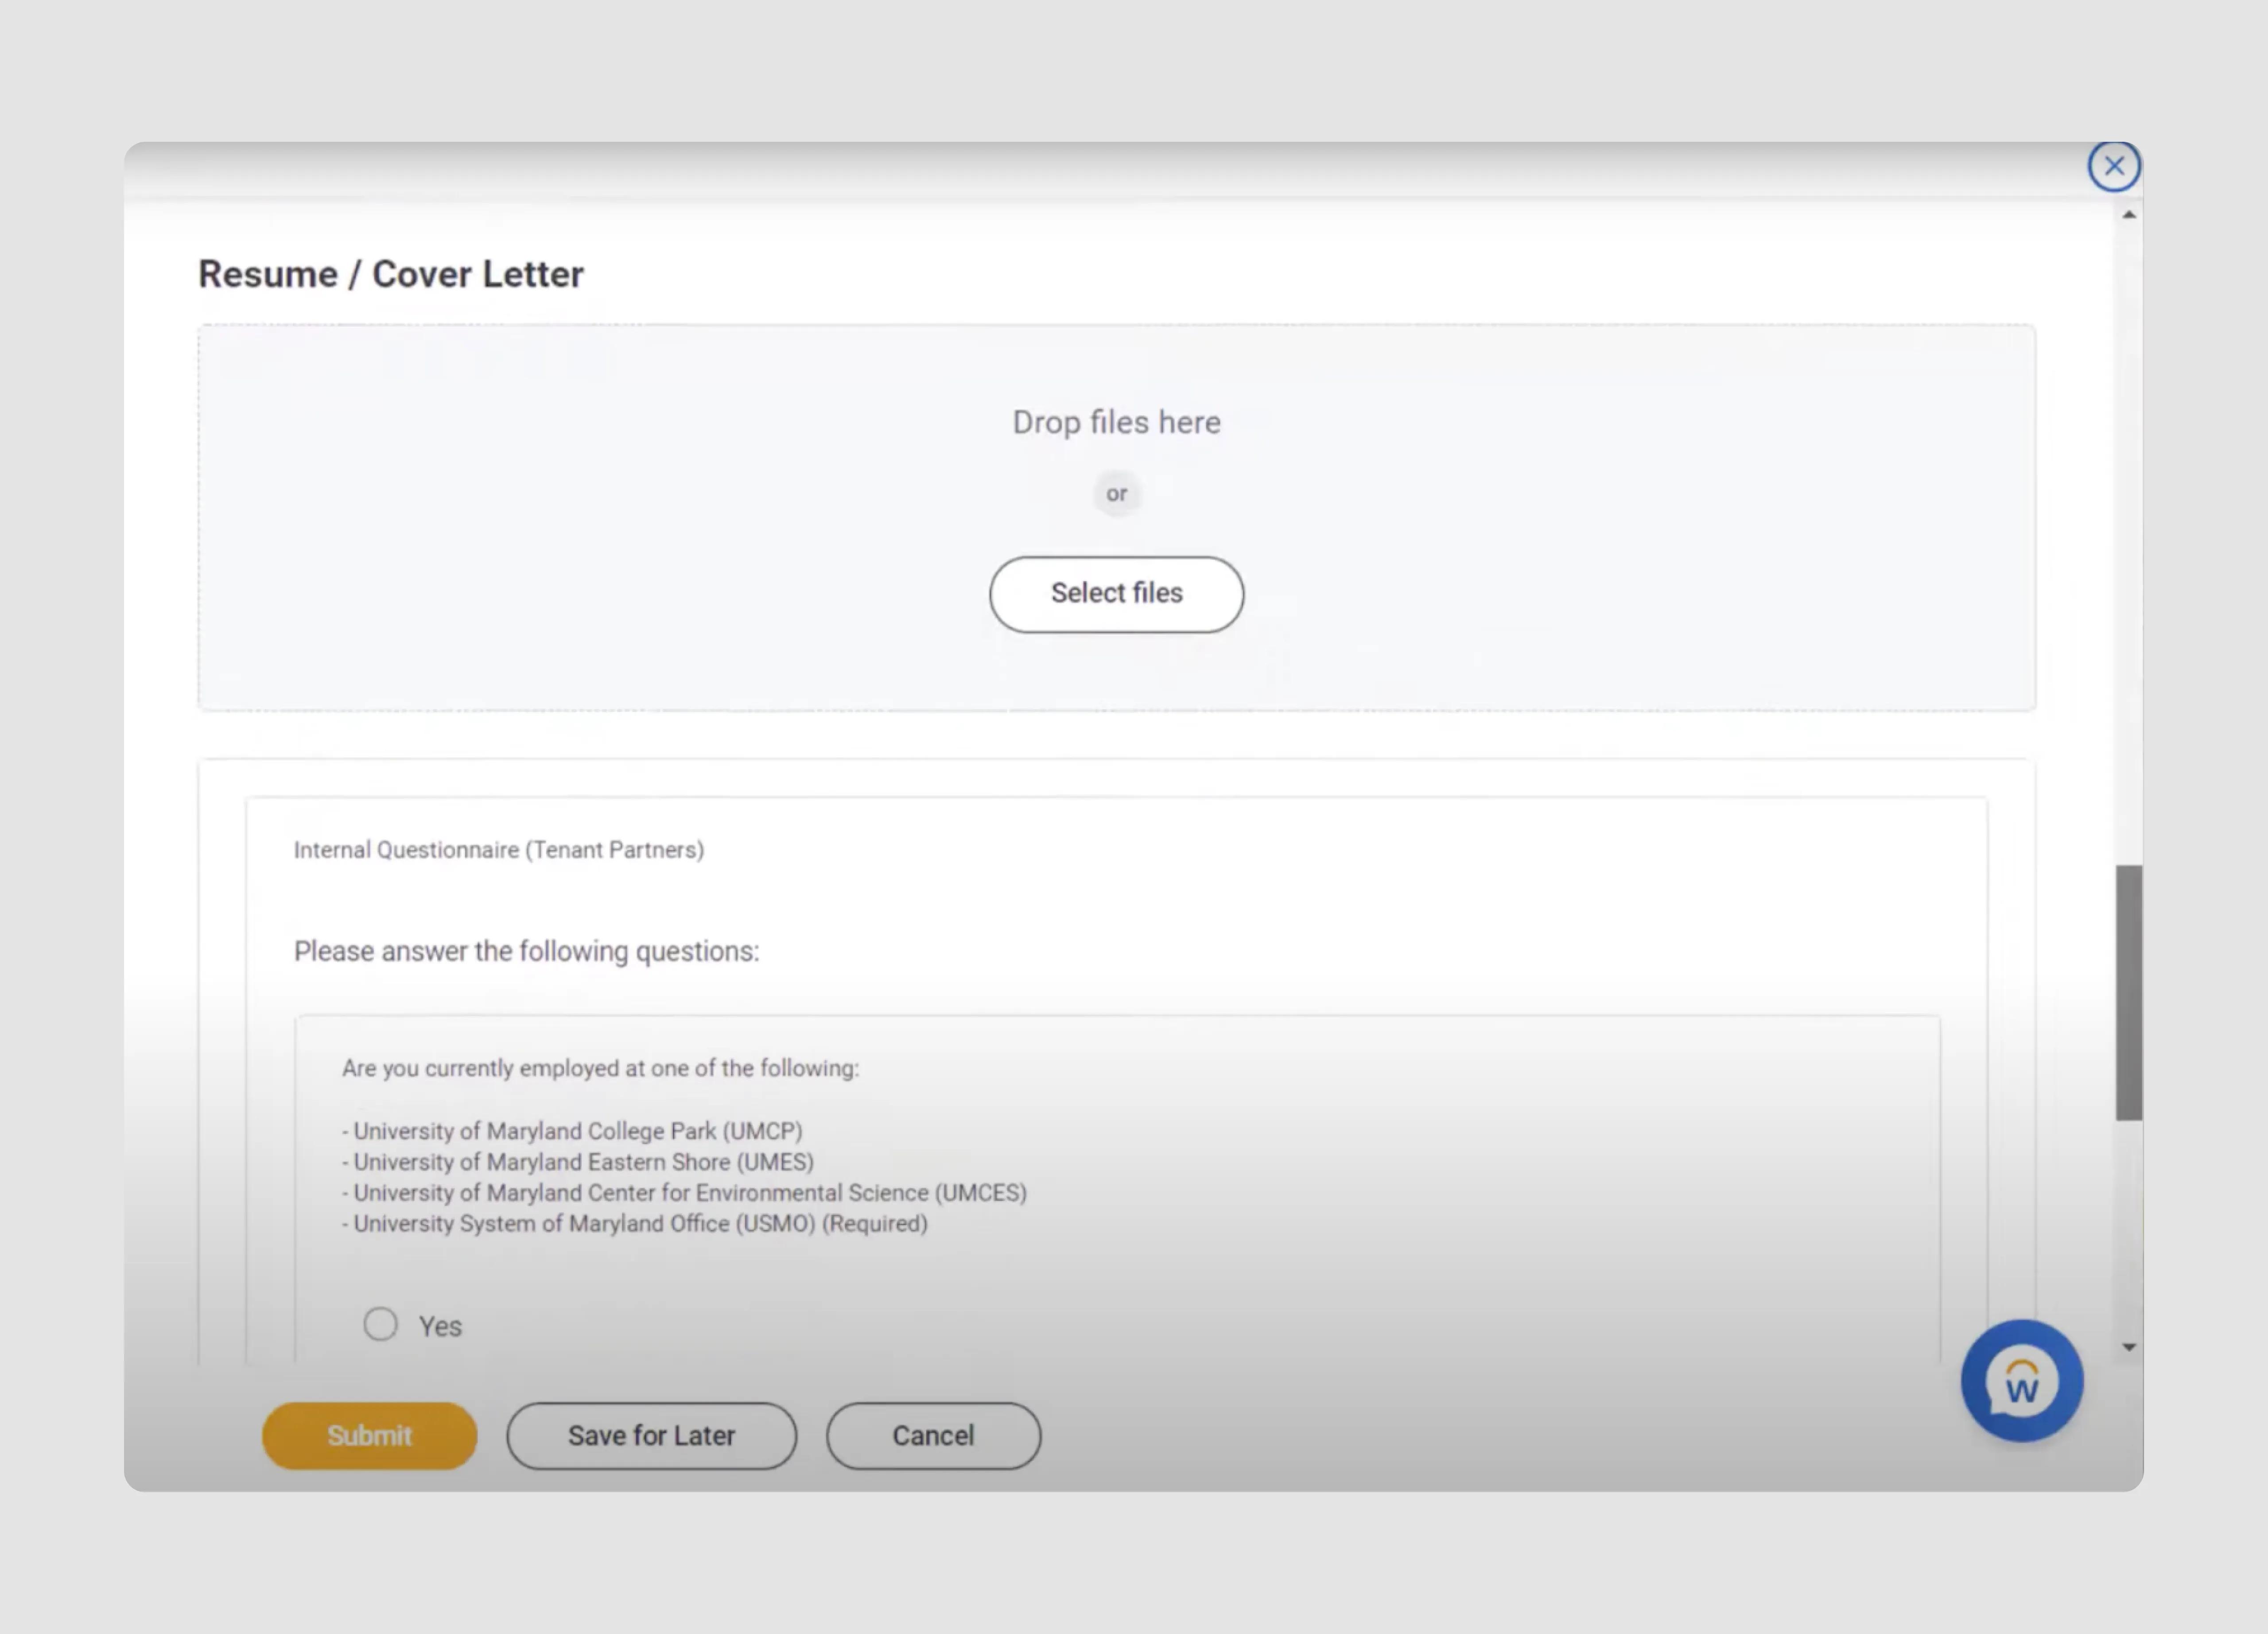 Resume / Cover Letter
Drop files here
or
Select files
Internal Questionnaire (Tenant Partners)
Please answer the following questions:
Are you currently employed at one of the following:
- University of Maryland College Park (UMCP)
- University of Maryland Eastern Shore (UMES)
- University of Maryland Center for Environmental Science (UMCES)
- University System of Maryland Office (USMO) (Required)
Yes
Submit
Save for Later
Cancel
W